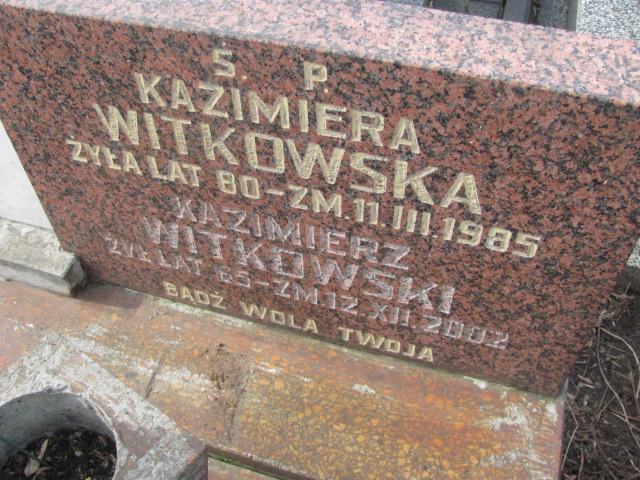 Ś. P.
KAZIMIERA
WITKOWSKA
ŻYŁA LAT 80-ZM.11.III.1985
KAZIMIERZ
WITKOWSKI
ŻYŁ LAT 65-ZM.12.XII.2002
BĄDŹ WOLA TWOJA